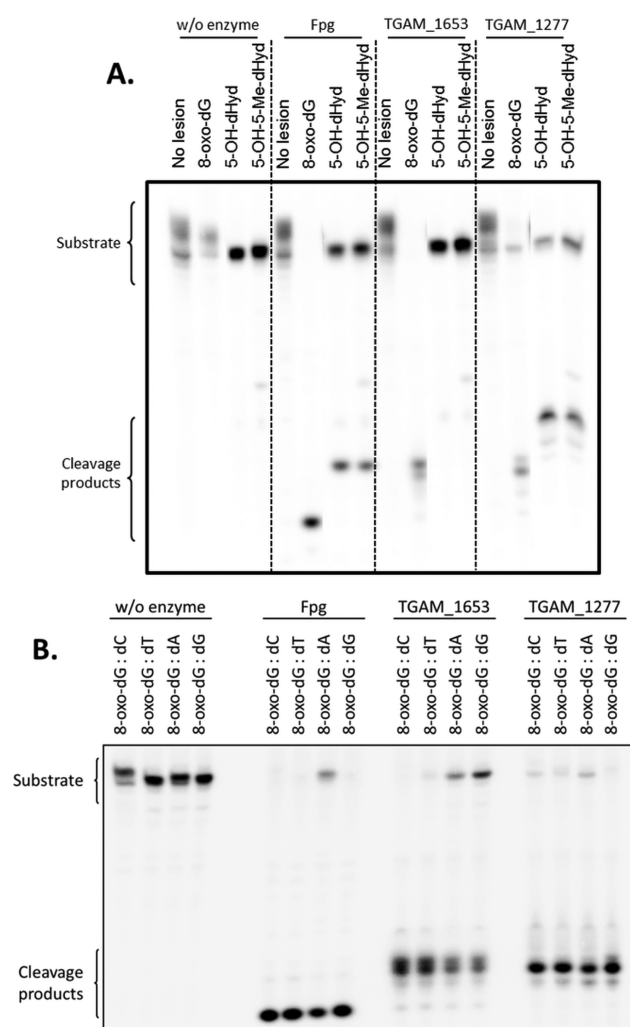 w/o enzyme Fpg TGAM_1653 TGAM_1277
A.
No lesion 8-oxo-dG 5-OH-dHyd 5-OH-5-Me-dHyd No lesion 8-oxo-dG 5-OH-dHyd 5-OH-5-Me-dHyd No lesion 8-oxo-dG 5-OH-dHyd 5-OH-5-Me-dHyd No lesion 8-oxo-dG 5-OH-dHyd 5-OH-5-Me-dHyd
Substrate
Cleavage
products
w/o enzyme Fpg TGAM_1653 TGAM_1277
B.
8-oxo-dG : dC 8-oxo-dG : dT 8-oxo-dG : dA 8-oxo-dG : dG 8-oxo-dG : dC 8-oxo-dG : dT 8-oxo-dG : dA 8-oxo-dG : dG 8-oxo-dG : dC 8-oxo-dG : dT 8-oxo-dG : dA 8-oxo-dG : dG 8-oxo-dG : dC 8-oxo-dG : dT 8-oxo-dG : dA 8-oxo-dG : dG
Substrate
Cleavage
products